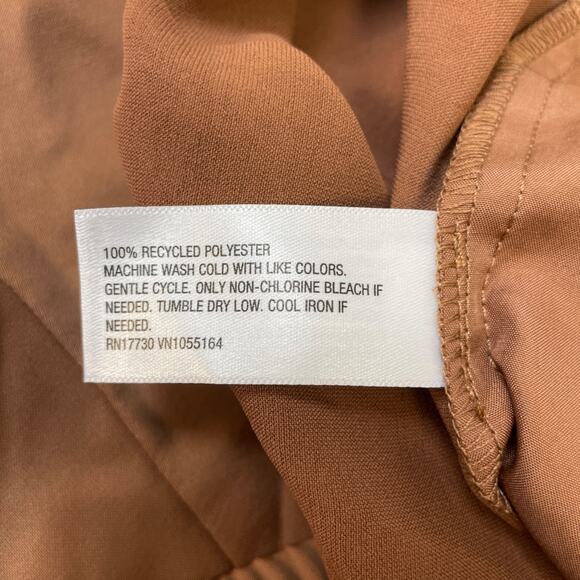 100% RECYCLED POLYESTER
MACHINE WASH COLD WITH LIKE COLORS.
GENTLE CYCLE. ONLY NON-CHLORINE BLEACH IF
NEEDED. TUMBLE DRY LOW. COOL IRON IF
NEEDED.
RN17730 VN1055164